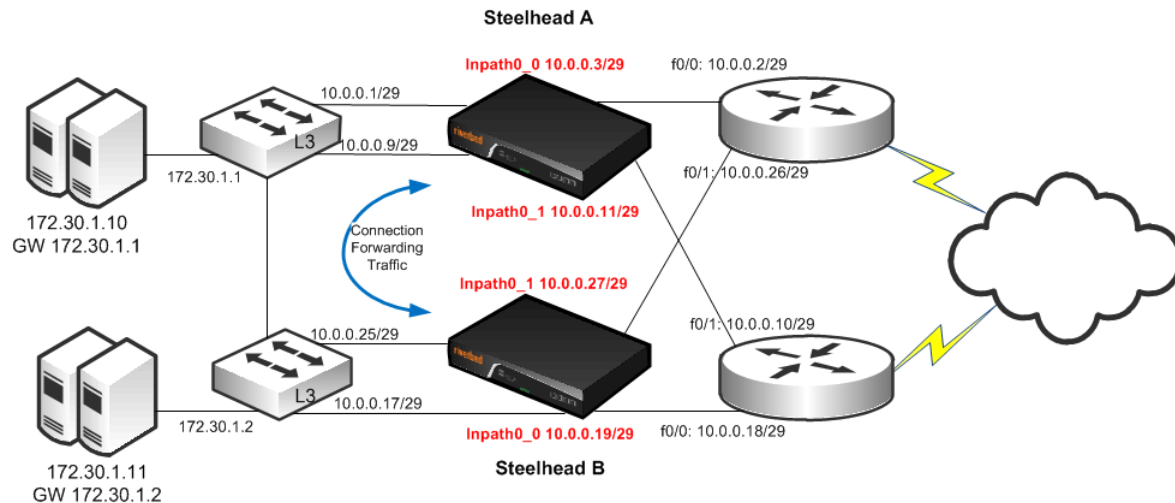 Steelhead A
Inpath0_0 10.0.0.3/29
f0/0: 10.0.0.2/29
10.0.0.1/29
L3
10.0.0.9/29
riverbed
f0/1: 10.0.0.26/29
172.30.1.1
Inpath0_1 10.0.0.11/29
172.30.1.10
GW 172.30.1.1
Connection
Forwarding
Traffic
Inpath0_1 10.0.0.27/29
f0/1: 10.0.0.10/29
10.0.0.25/29
riverbed
L3
10.0.0.17/29
172.30.1.2
f0/0: 10.0.0.18/29
Inpath0_0 10.0.0.19/29
172.30.1.11
GW 172.30.1.2
Steelhead B